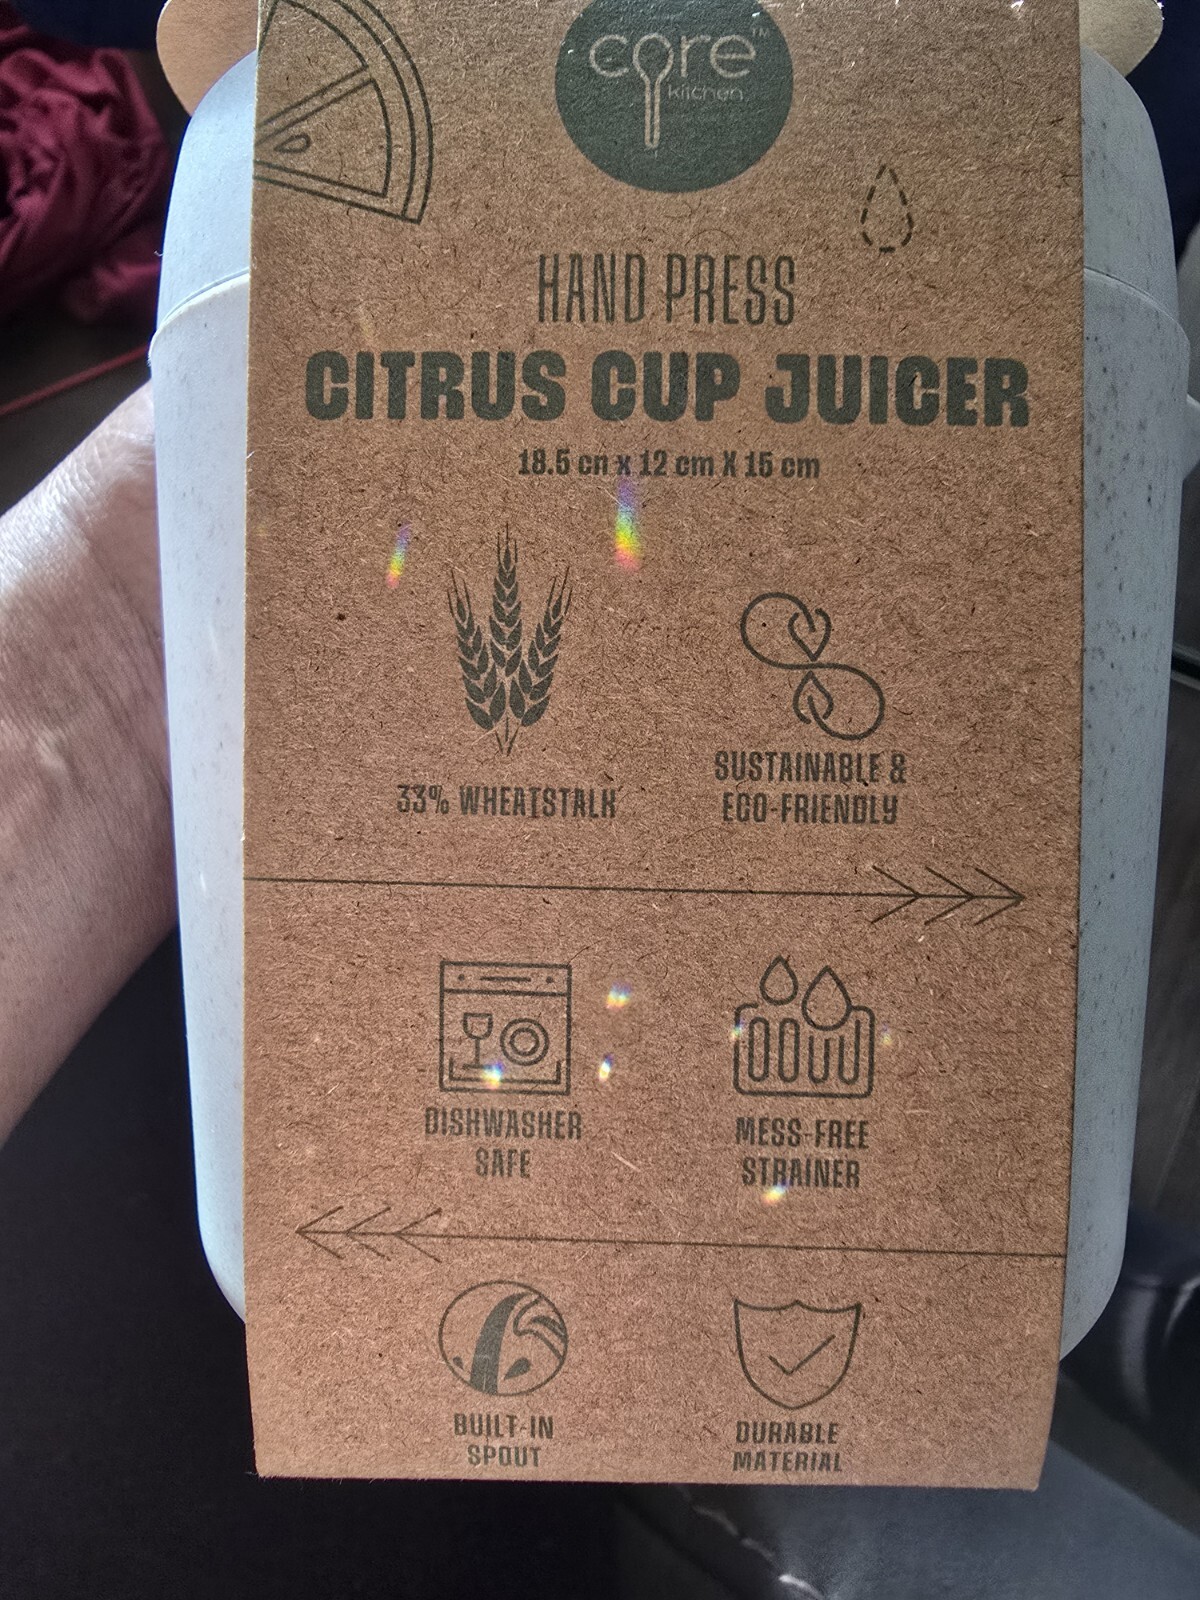 core™
kitchen
HAND PRESS
CITRUS CUP JUICER
18.5 cn x 12 cm X 15 cm
33% WHEATSTALK
SUSTAINABLE &
ECO-FRIENDLY
DISHWASHER
SAFE
MESS-FREE
STRAINER
BUILT-IN
SPOUT
DURABLE
MATERIAL